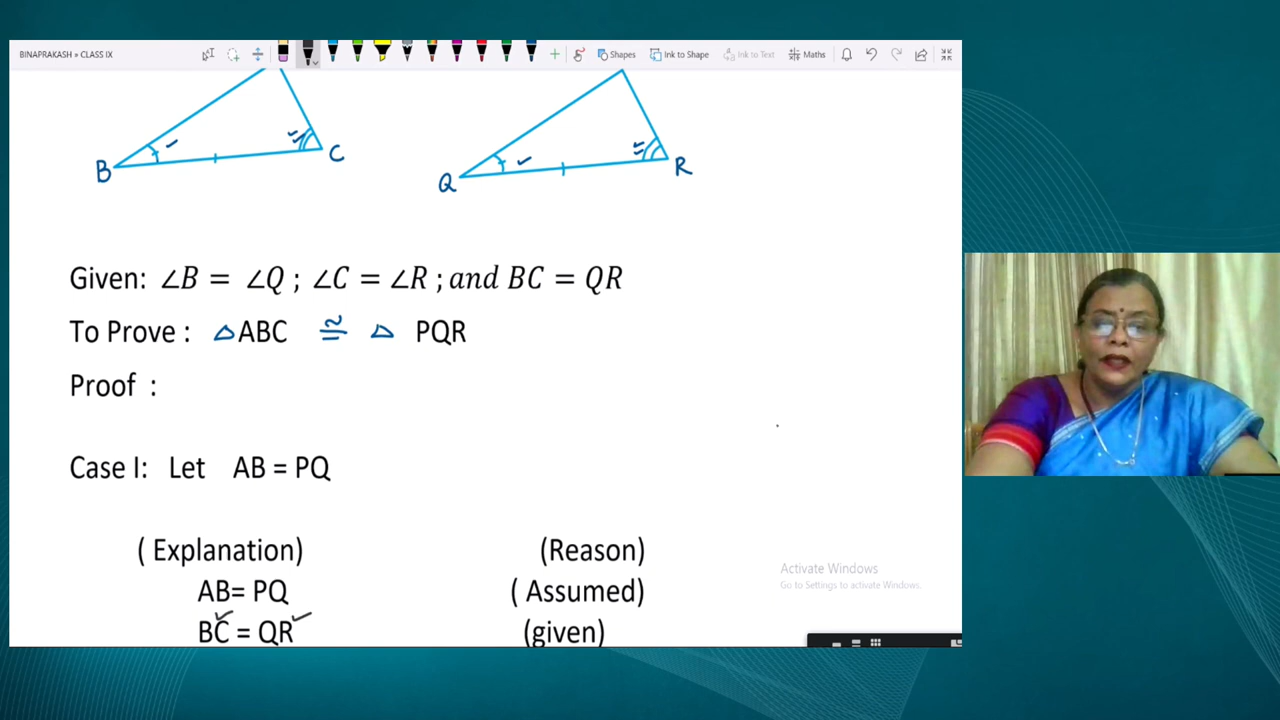 BINAPRAKASH » CLASS IX
Shapes
Ink to Shape
Ink to Text
Maths
B
C
Q
R
Given: ∠B = ∠Q ; ∠C = ∠R ; and BC = QR
To Prove : △ABC ≅ △ PQR
Proof :
Case I: Let AB = PQ
( Explanation) (Reason)
AB= PQ ( Assumed)
BC = QR (given)
Activate Windows
Go to Settings to activate Windows.